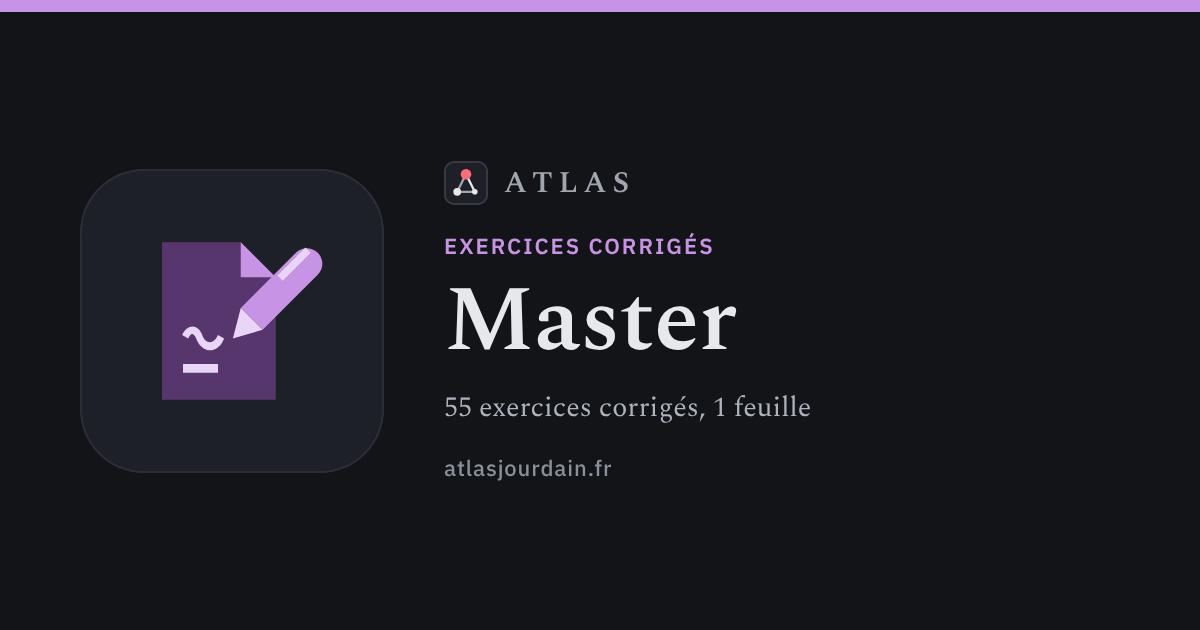 ATLAS
EXERCICES CORRIGÉS
Master
55 exercices corrigés, 1 feuille
atlasjourdain.fr